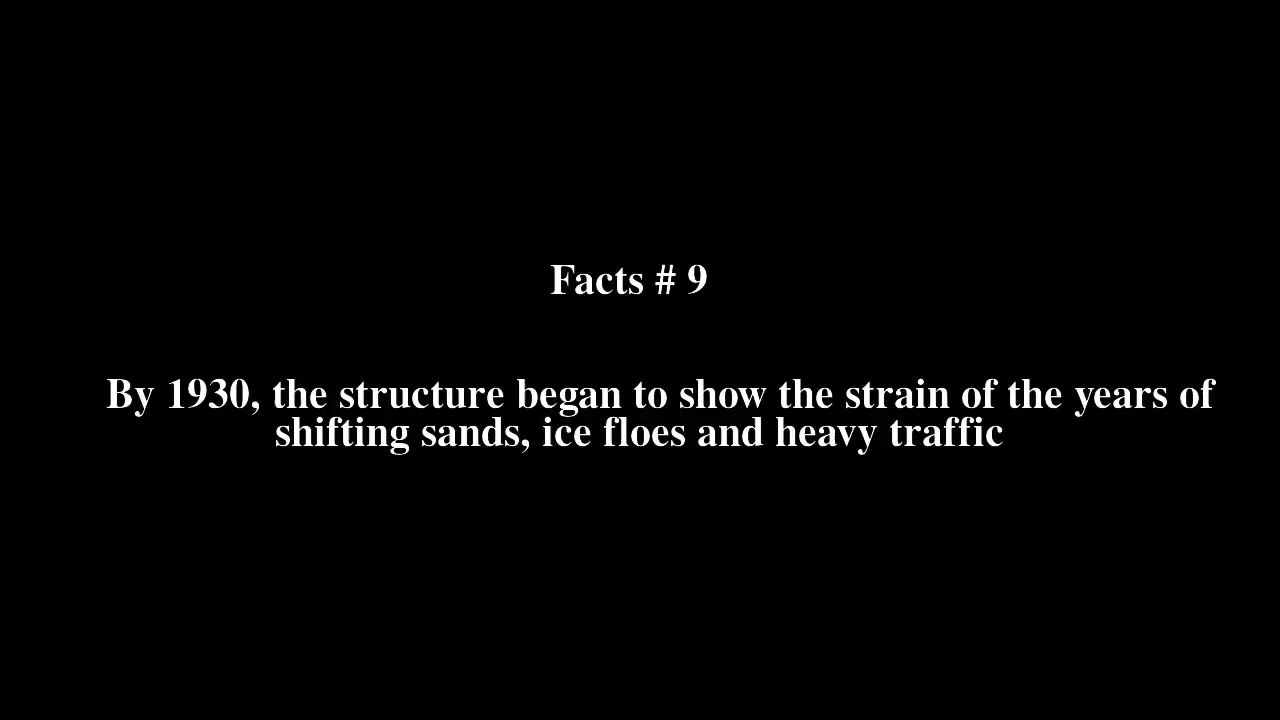 Facts # 9
By 1930, the structure began to show the strain of the years of
shifting sands, ice floes and heavy traffic